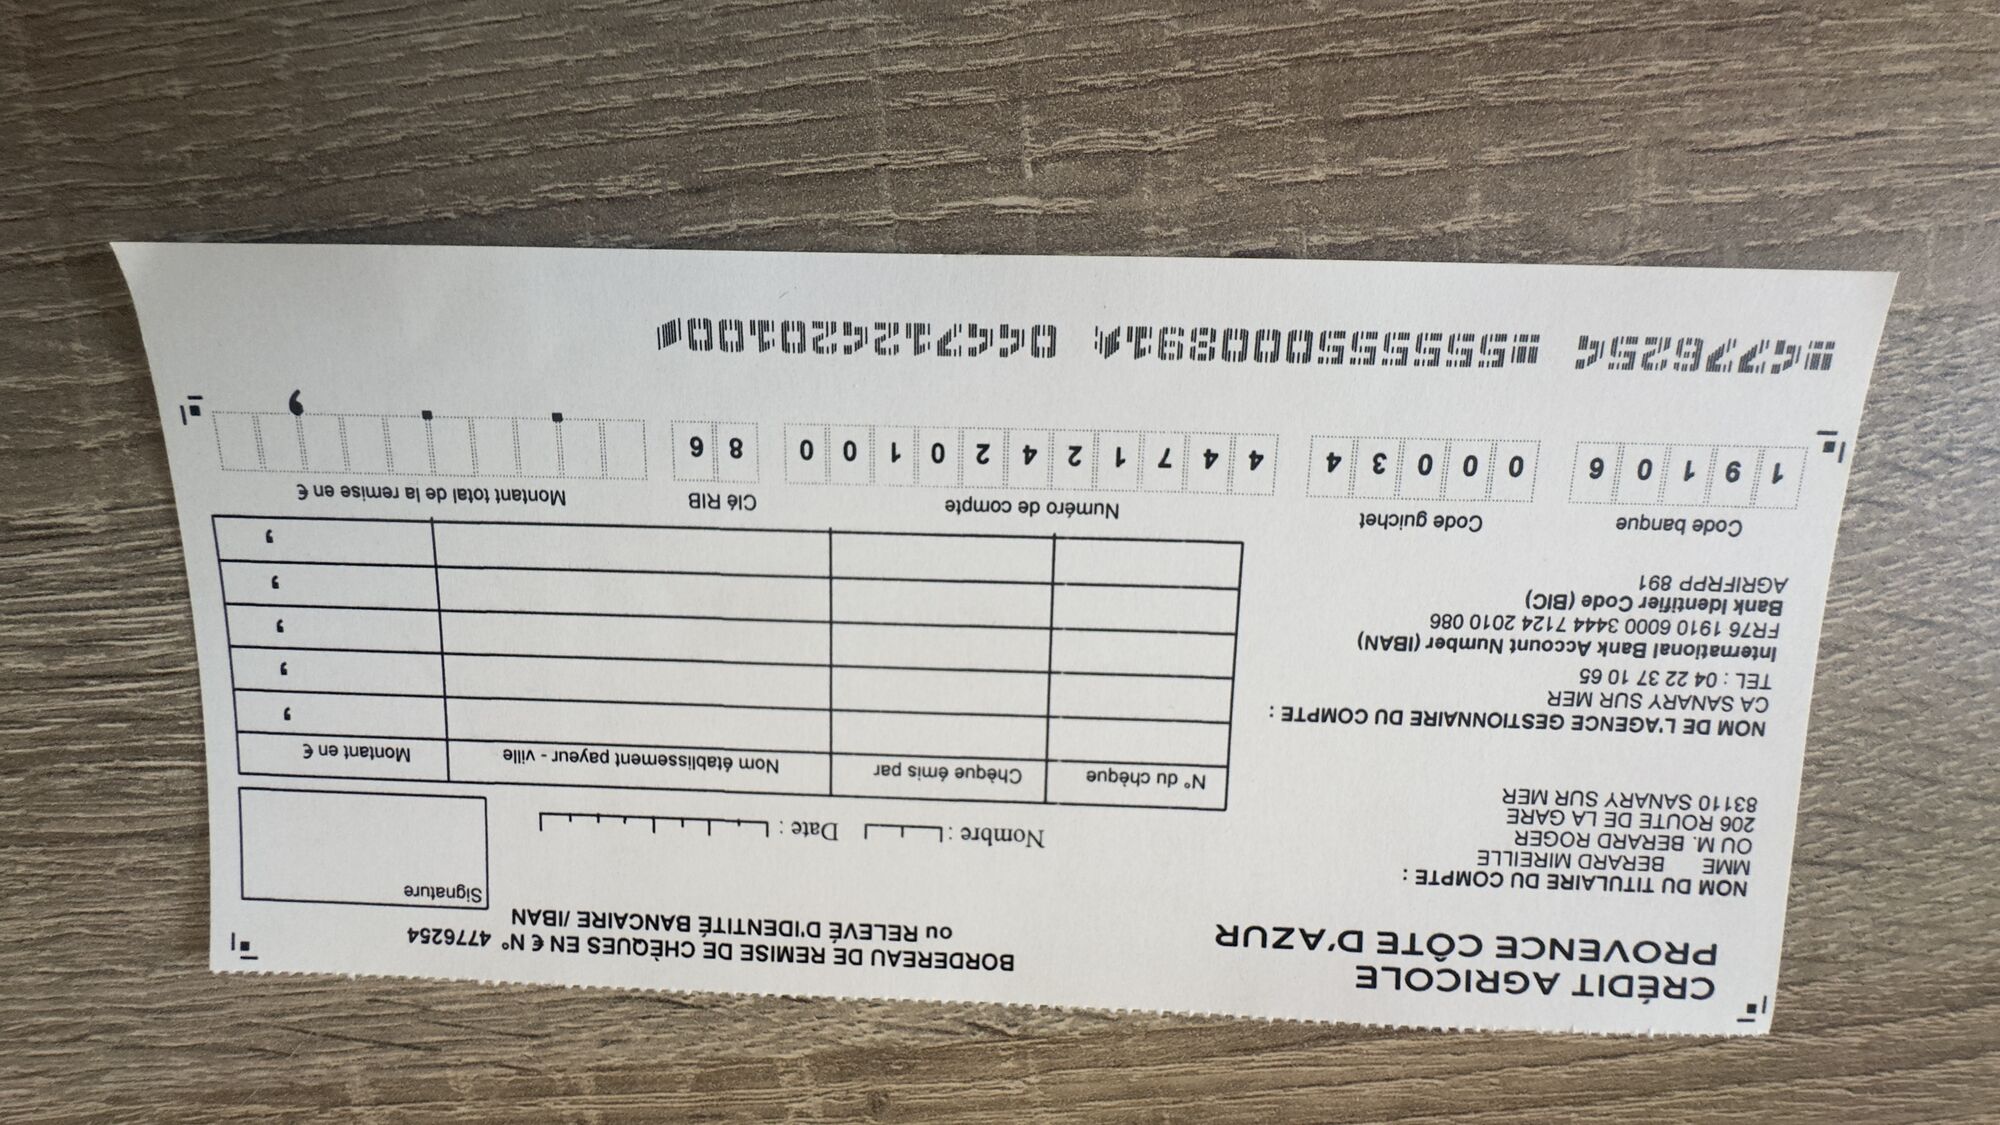 CRÉDIT AGRICOLE
PROVENCE CÔTE D'AZUR
BORDEREAU DE REMISE DE CHÈQUES EN € N° 4776254
OU RELEVÉ D'IDENTITÉ BANCAIRE / IBAN
NOM DU TITULAIRE DU COMPTE :
MME BERARD MIREILLE
OU M. BERARD ROGER
206 ROUTE DE LA GARE
83110 SANARY SUR MER
Signature
Nombre : Date :
NOM DE L'AGENCE GESTIONNAIRE DU COMPTE :
CA SANARY SUR MER
TEL : 04 22 37 10 65
International Bank Account Number (IBAN)
FR76 1910 6000 3444 7124 2010 086
Bank Identifier Code (BIC)
AGRIFRPP 891
N° du chèque Chèque émis par Nom établissement payeur - ville Montant en €
,
,
,
,
,
Code banque Code guichet Numéro de compte Clé RIB Montant total de la remise en €
1 9 1 0 6 0 0 0 3 4 4 4 7 1 2 4 2 0 1 0 0 8 6 ,
4776254 5555555000891 044712420100